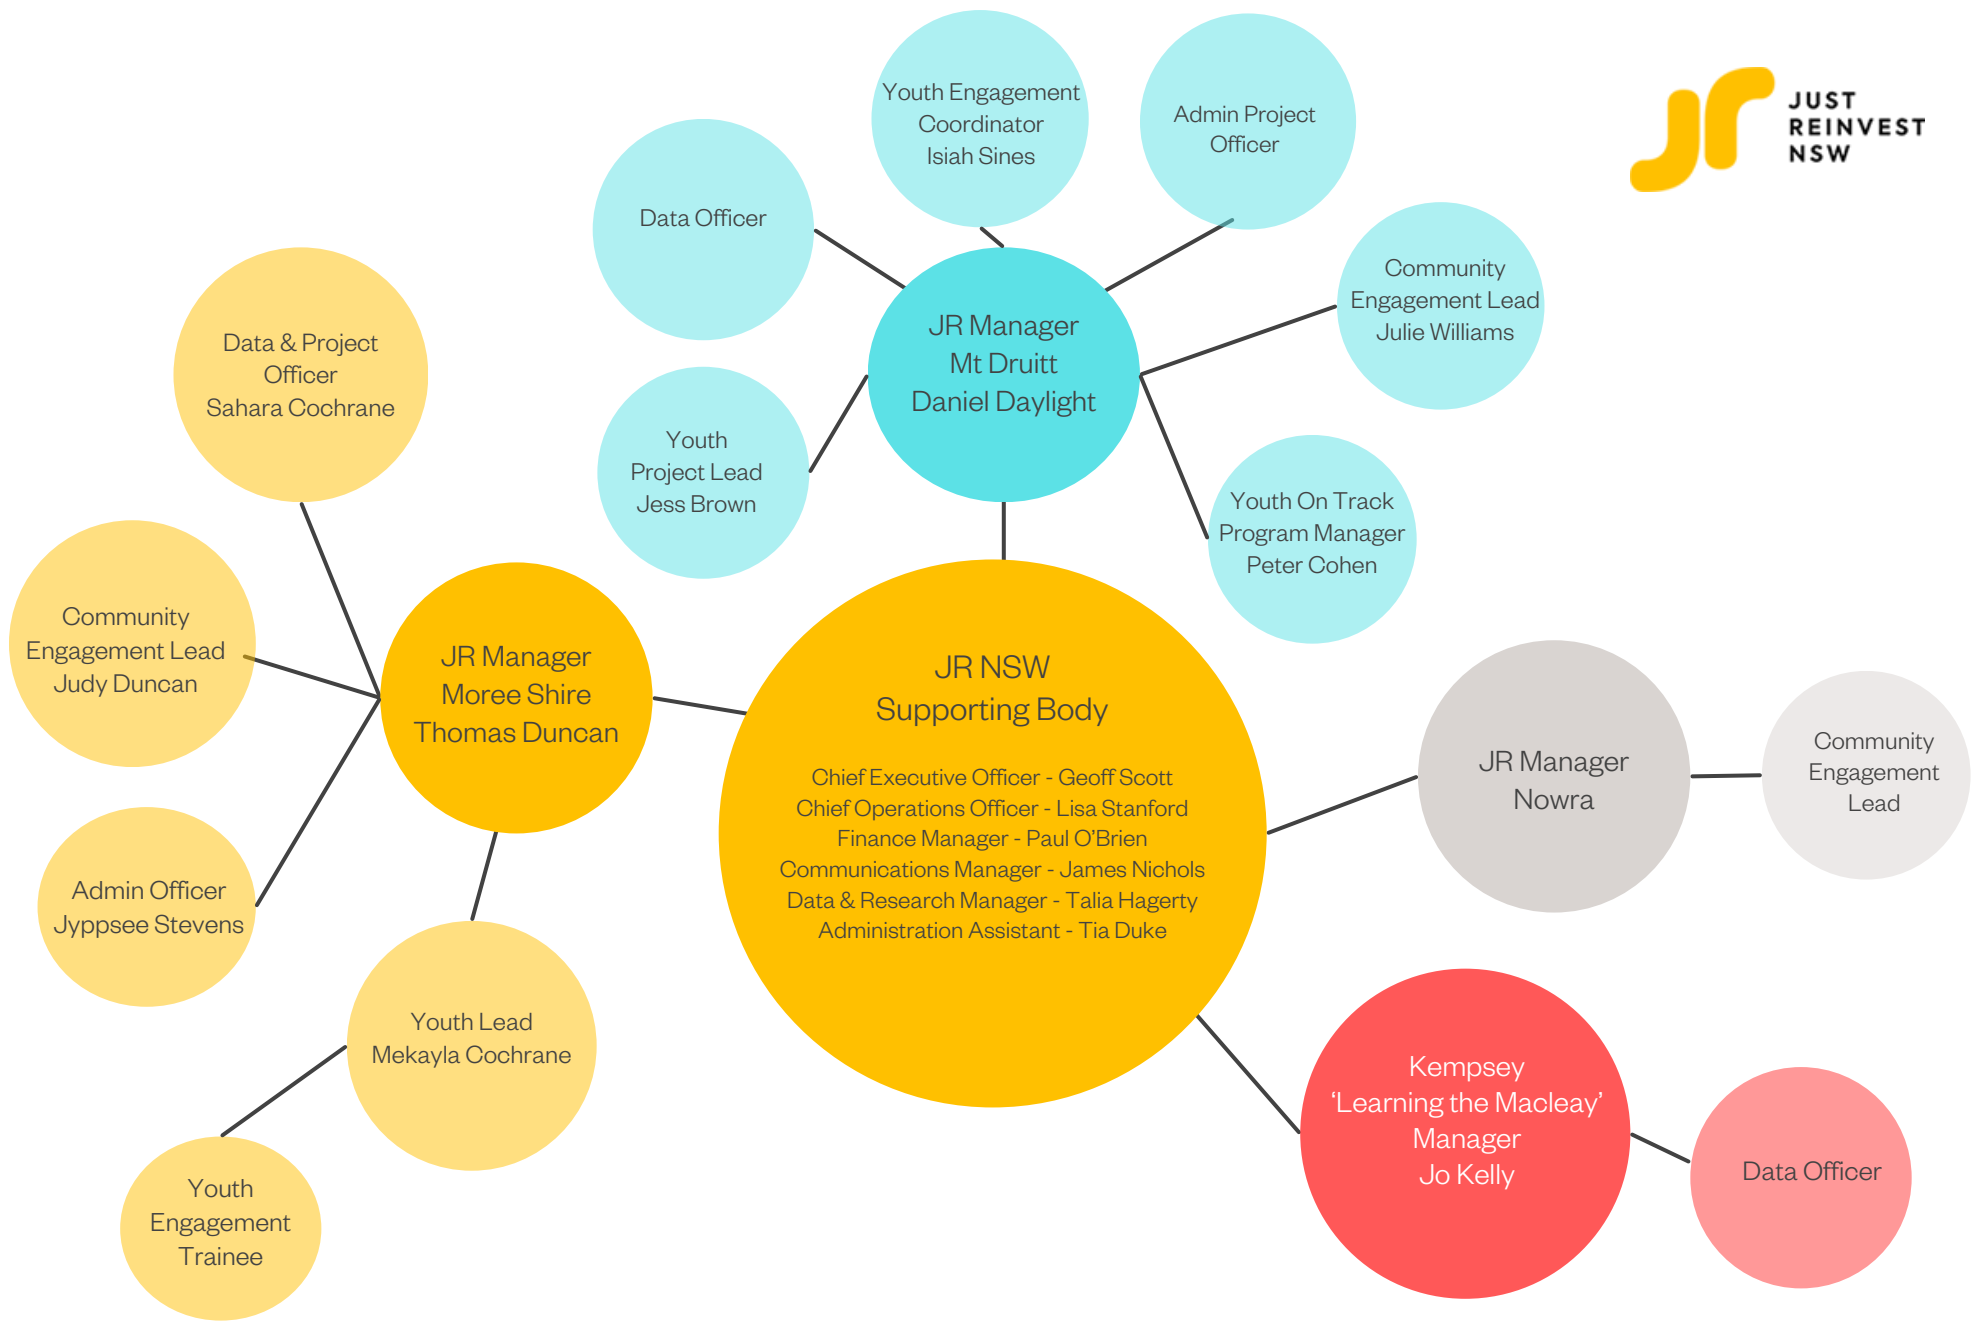 Youth Engagement
Coordinator
Isiah Sines
Admin Project
Officer
JUST
REINVEST
NSW
Data Officer
Community
Engagement Lead
Julie Williams
JR Manager
Mt Druitt
Daniel Daylight
Data & Project
Officer
Sahara Cochrane
Youth
Project Lead
Jess Brown
Youth On Track
Program Manager
Peter Cohen
Community
Engagement Lead
Judy Duncan
JR Manager
Moree Shire
Thomas Duncan
JR NSW
Supporting Body
Chief Executive Officer - Geoff Scott
Chief Operations Officer - Lisa Stanford
Finance Manager - Paul O’Brien
Communications Manager - James Nichols
Data & Research Manager - Talia Hagerty
Administration Assistant - Tia Duke
JR Manager
Nowra
Community
Engagement
Lead
Admin Officer
Jyppsee Stevens
Youth Lead
Mekayla Cochrane
Kempsey
‘Learning the Macleay’
Manager
Jo Kelly
Data Officer
Youth
Engagement
Trainee